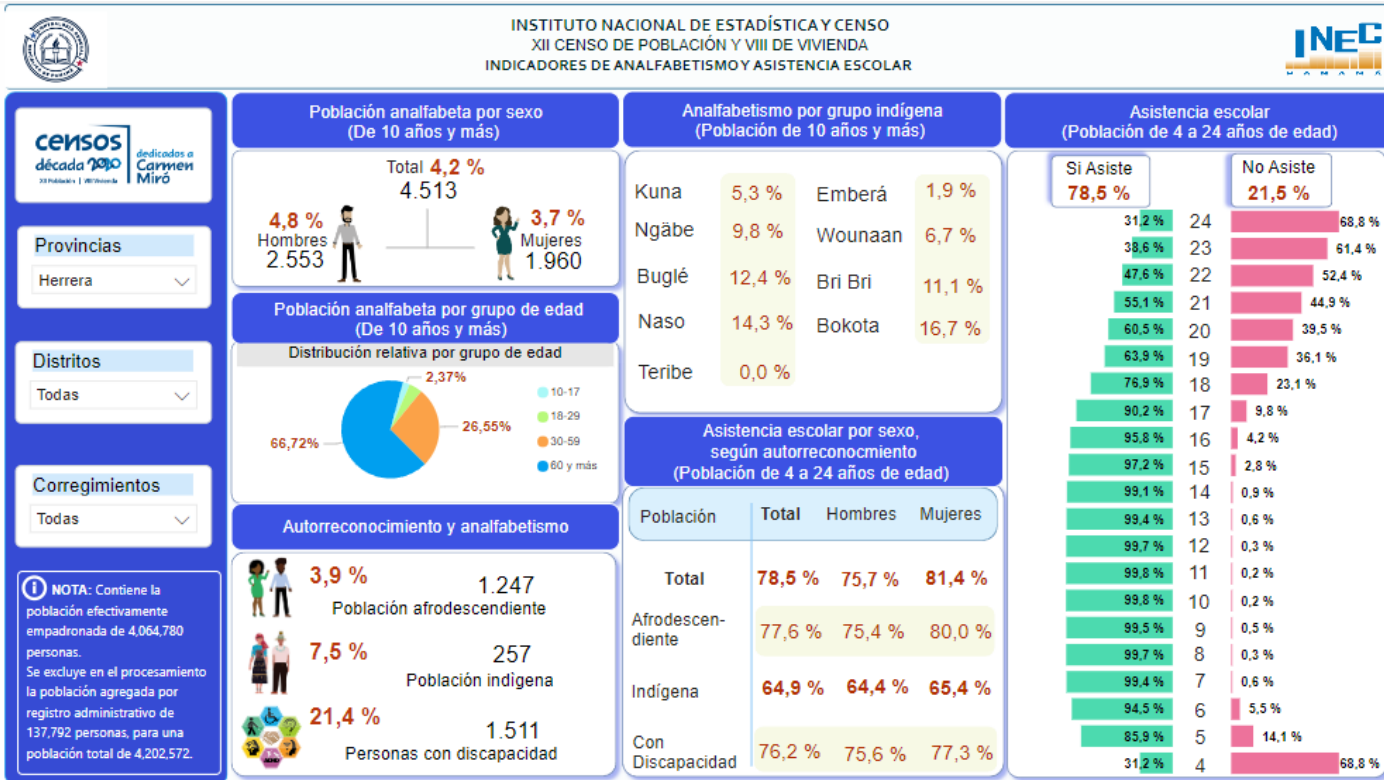 INSTITUTO NACIONAL DE ESTADÍSTICA Y CENSO
XII CENSO DE POBLACIÓN Y VIII DE VIVIENDA
INDICADORES DE ANALFABETISMO Y ASISTENCIA ESCOLAR
INEC
PANAMÁ
censos
década 2020
XII Población | VIII Vivienda
dedicados a
Carmen
Miró
Provincias
Herrera
Distritos
Todas
Corregimientos
Todas
NOTA: Contiene la
población efectivamente
empadronada de 4,064,780
personas.
Se excluye en el procesamiento
la población agregada por
registro administrativo de
137,792 personas, para una
población total de 4,202,572.
Población analfabeta por sexo
(De 10 años y más)
Total 4,2 %
4.513
4,8 %
Hombres
2.553
3,7 %
Mujeres
1.960
Población analfabeta por grupo de edad
(De 10 años y más)
Distribución relativa por grupo de edad
2,37%
26,55%
66,72%
10-17
18-29
30-59
60 y más
Autorreconocimiento y analfabetismo
3,9 % 1.247
Población afrodescendiente
7,5 % 257
Población indígena
21,4 % 1.511
Personas con discapacidad
Analfabetismo por grupo indígena
(Población de 10 años y más)
Kuna 5,3 % Emberá 1,9 %
Ngäbe 9,8 % Wounaan 6,7 %
Buglé 12,4 % Bri Bri 11,1 %
Naso 14,3 % Bokota 16,7 %
Teribe 0,0 %
Asistencia escolar por sexo,
según autorreconocmiento
(Población de 4 a 24 años de edad)
Población Total Hombres Mujeres
Total 78,5 % 75,7 % 81,4 %
Afrodescen-
diente 77,6 % 75,4 % 80,0 %
Indígena 64,9 % 64,4 % 65,4 %
Con
Discapacidad 76,2 % 75,6 % 77,3 %
Asistencia escolar
(Población de 4 a 24 años de edad)
Si Asiste No Asiste
78,5 % 21,5 %
31,2 % 24 68,8 %
38,6 % 23 61,4 %
47,6 % 22 52,4 %
55,1 % 21 44,9 %
60,5 % 20 39,5 %
63,9 % 19 36,1 %
76,9 % 18 23,1 %
90,2 % 17 9,8 %
95,8 % 16 4,2 %
97,2 % 15 2,8 %
99,1 % 14 0,9 %
99,4 % 13 0,6 %
99,7 % 12 0,3 %
99,8 % 11 0,2 %
99,8 % 10 0,2 %
99,5 % 9 0,5 %
99,7 % 8 0,3 %
99,4 % 7 0,6 %
94,5 % 6 5,5 %
85,9 % 5 14,1 %
31,2 % 4 68,8 %